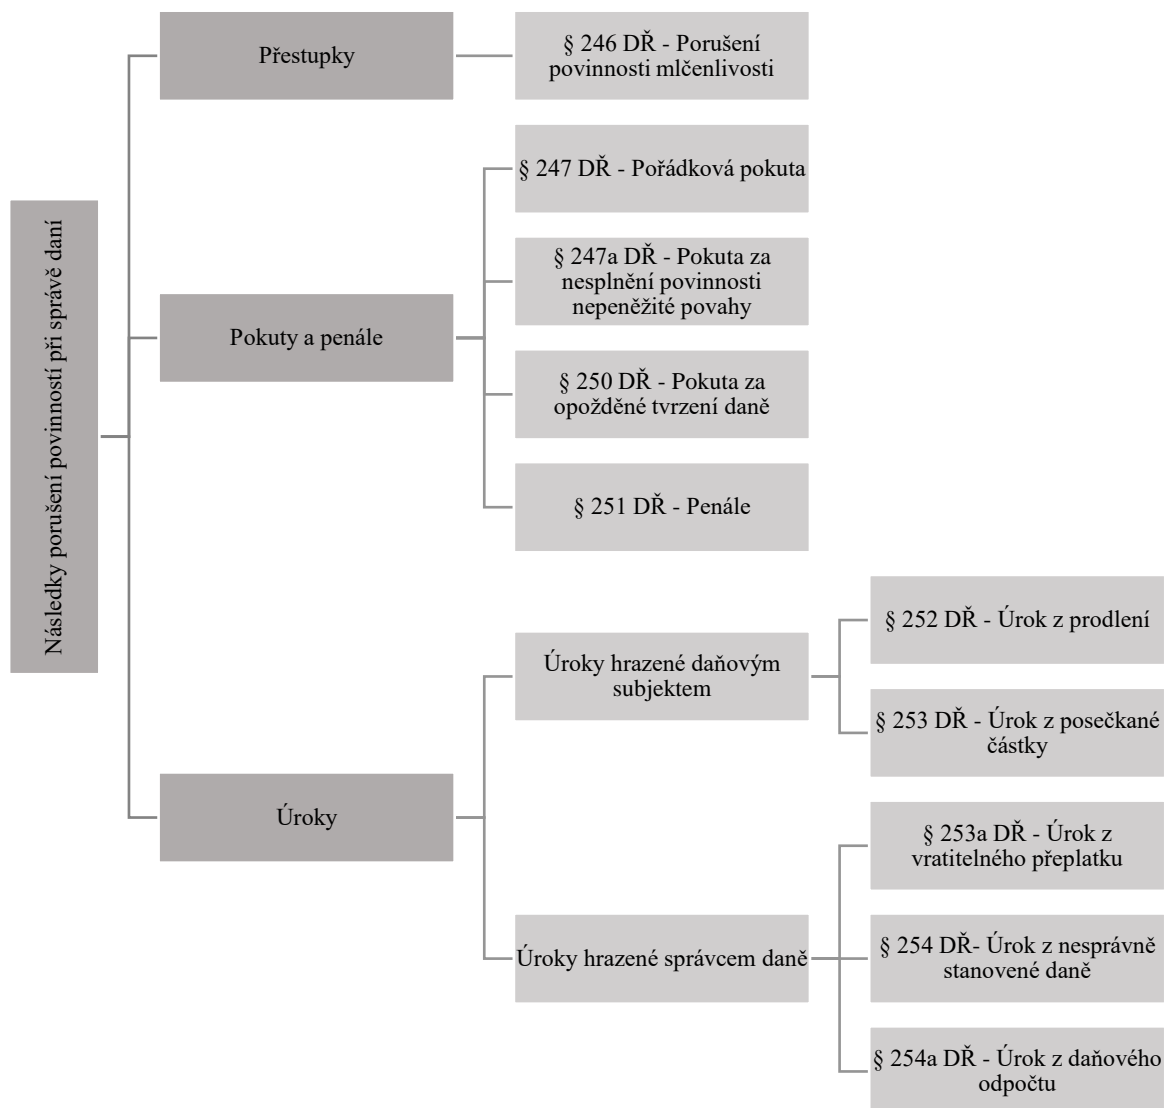 Následky porušení povinností při správě daní
Přestupky
§ 246 DŘ - Porušení
povinnosti mlčenlivosti
Pokuty a penále
§ 247 DŘ - Pořádková pokuta
§ 247a DŘ - Pokuta za
nesplnění povinnosti
nepeněžité povahy
§ 250 DŘ - Pokuta za
opožděné tvrzení daně
§ 251 DŘ - Penále
Úroky
Úroky hrazené daňovým
subjektem
§ 252 DŘ - Úrok z prodlení
§ 253 DŘ - Úrok z posečkané
částky
Úroky hrazené správcem daně
§ 253a DŘ - Úrok z
vratitelného přeplatku
§ 254 DŘ- Úrok z nesprávně
stanovené daně
§ 254a DŘ - Úrok z daňového
odpočtu